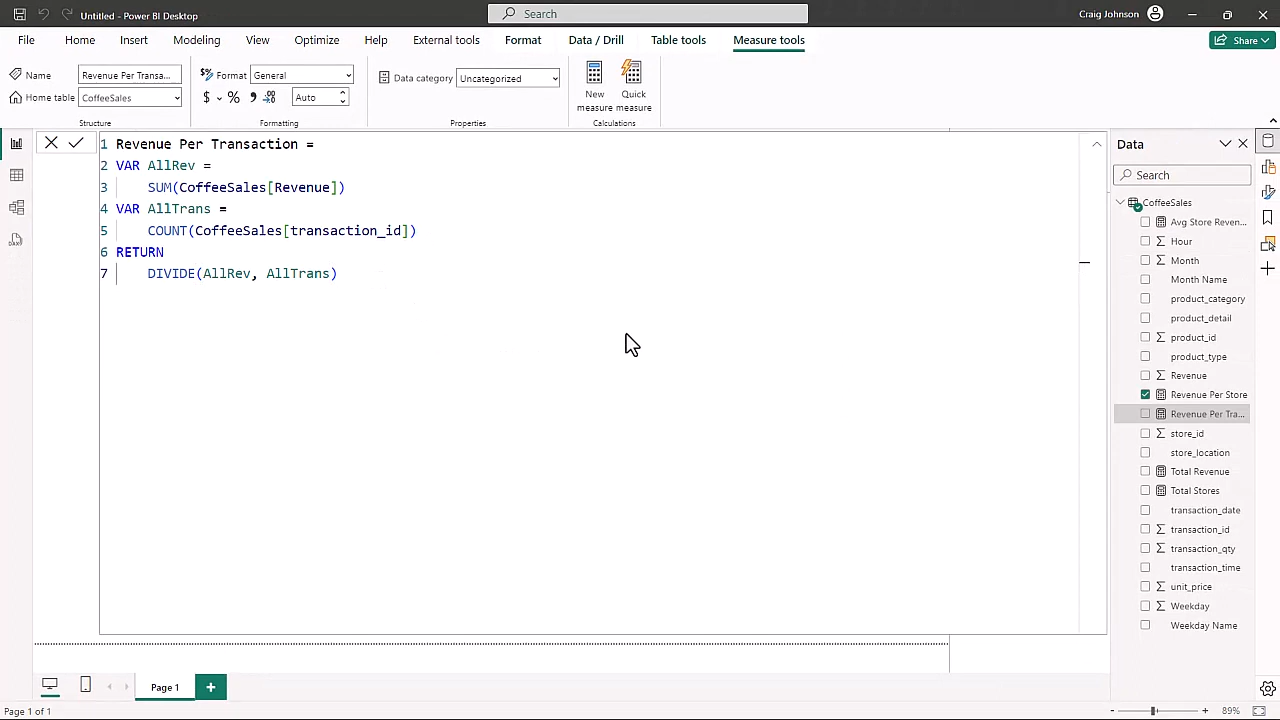 Untitled - Power BI Desktop
Search
Craig Johnson
File
Home
Insert
Modeling
View
Optimize
Help
External tools
Format
Data / Drill
Table tools
Measure tools
Share
Name
Revenue Per Transa...
Home table
CoffeeSales
Structure
Format
General
$
%
Auto
Formatting
Data category
Uncategorized
Properties
New measure
Quick measure
Calculations
1 Revenue Per Transaction =
2 VAR AllRev =
3 SUM(CoffeeSales[Revenue])
4 VAR AllTrans =
5 COUNT(CoffeeSales[transaction_id])
6 RETURN
7 DIVIDE(AllRev, AllTrans)
Data
Search
CoffeeSales
Avg Store Reven...
Hour
Month
Month Name
product_category
product_detail
product_id
product_type
Revenue
Revenue Per Store
Revenue Per Tra...
store_id
store_location
Total Revenue
Total Stores
transaction_date
transaction_id
transaction_qty
transaction_time
unit_price
Weekday
Weekday Name
Page 1
Page 1 of 1
89%